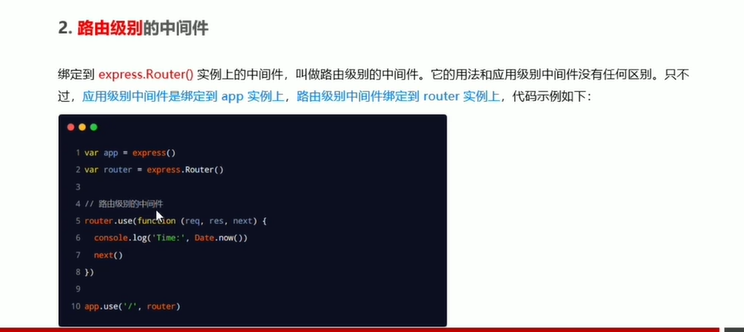 2. 路由级别的中间件
绑定到 express.Router() 实例上的中间件，叫做路由级别的中间件。它的用法和应用级别中间件没有任何区别。只不
过，应用级别中间件是绑定到 app 实例上，路由级别中间件绑定到 router 实例上，代码示例如下：
1 var app = express()
2 var router = express.Router()
3
4 // 路由级别的中间件
5 router.use(function (req, res, next) {
6   console.log('Time:', Date.now())
7   next()
8 })
9
10 app.use('/', router)